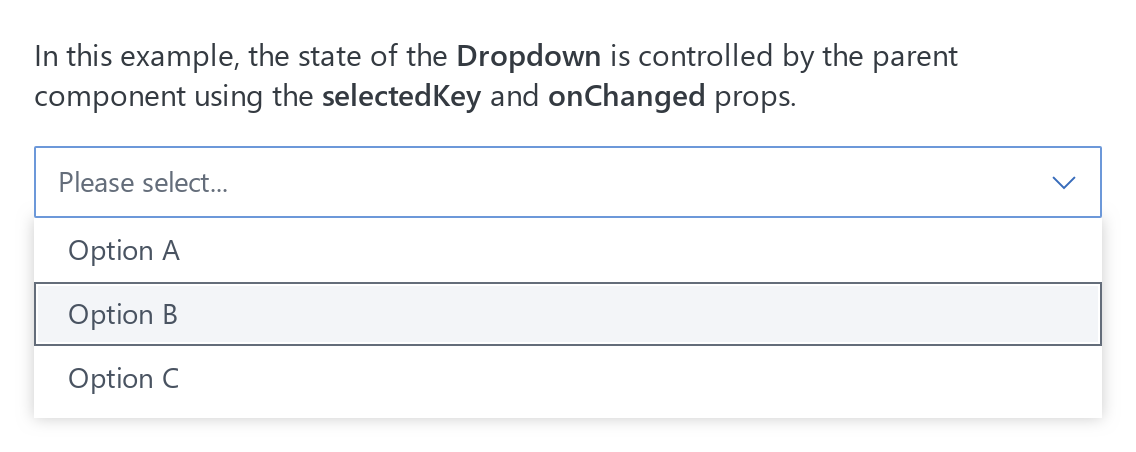 In this example, the state of the Dropdown is controlled by the parent
component using the selectedKey and onChanged props.
Please select...
Option A
Option B
Option C